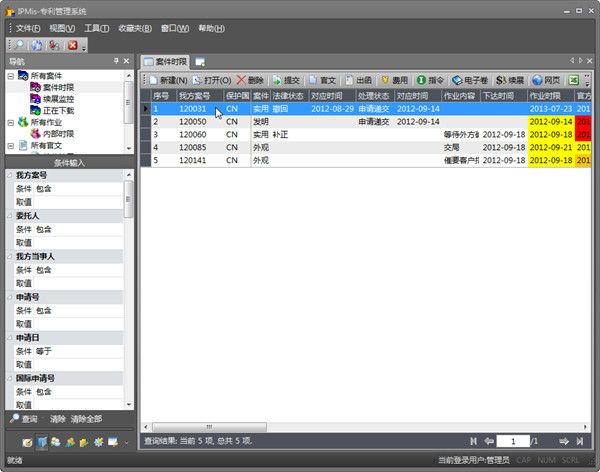 IPMis-专利管理系统
文件(F) 视图(V) 工具(T) 收藏夹(B) 窗口(W) 帮助(H)
导航
所有案件
案件时限
续展监控
正在下载
所有作业
内部时限
所有官文
条件输入
我方案号
条件 包含
取值
委托人
条件 包含
取值
我方当事人
条件 包含
取值
申请号
条件 包含
取值
申请日
条件 等于
取值
国际申请号
条件 包含
取值
查询 清除 清除全部
案件时限
新建(N) 打开(O) 删除 提交 官文 出函 费用 指令 电子卷 续展 网页
序号 我方案号 保护国 案件 法律状态 对应时间 处理状态 对应时间 作业内容 下达时间 作业时限 官方
1 120031 CN 实用 撤回 2012-08-29 申请递交 2012-09-14 2013-07-23 201
2 120050 CN 发明 申请递交 2012-09-14 2012-09-14 201
3 120060 CN 实用 补正 等待外方 2012-09-18 2012-09-18 201
4 120085 CN 外观 交局 2012-09-18 2012-09-21 201
5 120141 CN 外观 催要客户 2012-09-18 2012-09-18 201
查询结果: 当前 5 项, 总共 5 项.
1 /1
就绪
当前登录用户:管理员 CAP NUM SCRL